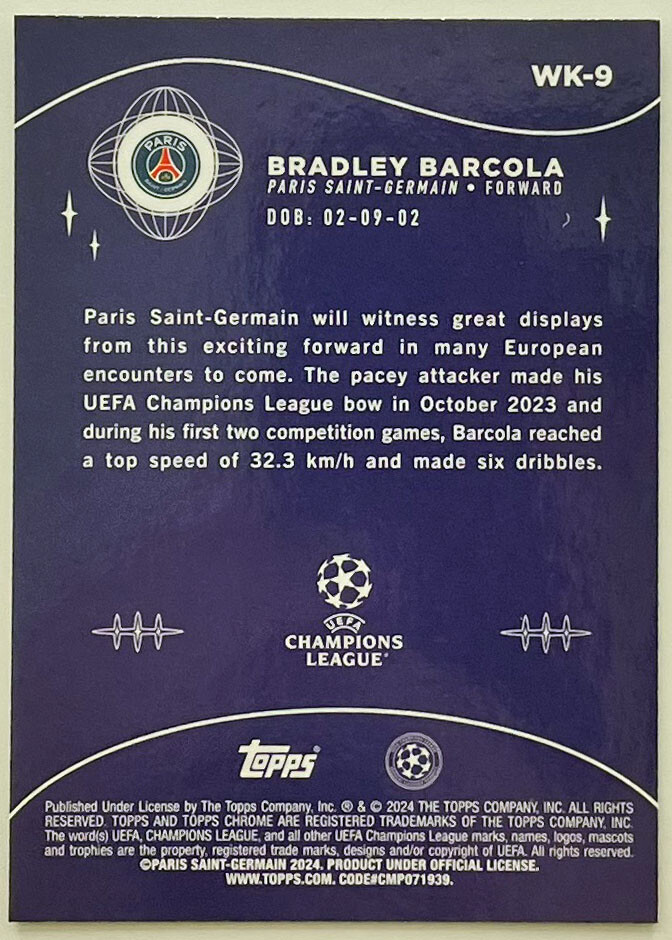 WK-9
PARIS
SAINT-GERMAIN
BRADLEY BARCOLA
PARIS SAINT-GERMAIN • FORWARD
DOB: 02-09-02
Paris Saint-Germain will witness great displays
from this exciting forward in many European
encounters to come. The pacey attacker made his
UEFA Champions League bow in October 2023 and
during his first two competition games, Barcola reached
a top speed of 32.3 km/h and made six dribbles.
UEFA
CHAMPIONS
LEAGUE®
Topps®
Published Under License by The Topps Company, Inc. ® & © 2024 THE TOPPS COMPANY, INC. ALL RIGHTS
RESERVED. TOPPS AND TOPPS CHROME ARE REGISTERED TRADEMARKS OF THE TOPPS COMPANY, INC.
The word(s) UEFA, CHAMPIONS LEAGUE, and all other UEFA Champions League marks, names, logos, mascots
and trophies are the property, registered trade marks, designs and/or copyright of UEFA. All rights reserved.
©PARIS SAINT-GERMAIN 2024. PRODUCT UNDER OFFICIAL LICENSE.
WWW.TOPPS.COM. CODE#CMP071939.